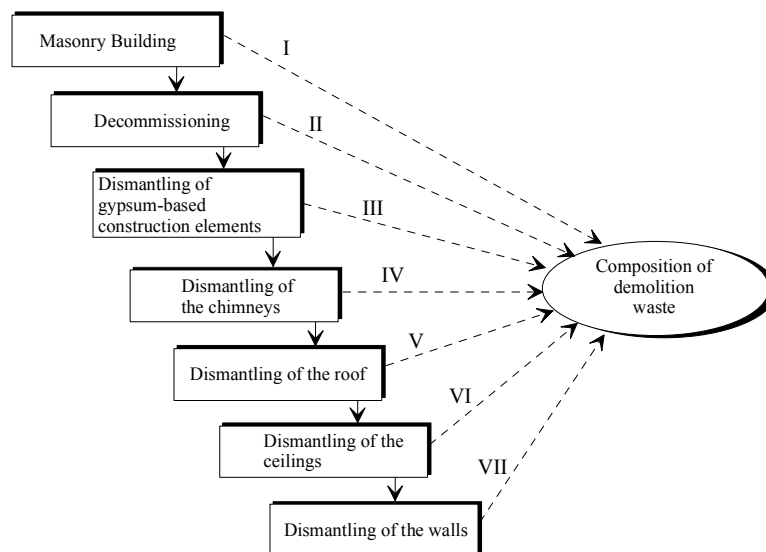 Masonry Building
I
Decommissioning
II
Dismantling of
gypsum-based
construction elements
III
Composition of
demolition
waste
Dismantling of
the chimneys
IV
Dismantling of the roof
V
Dismantling of the
ceilings
VI
Dismantling of the walls
VII